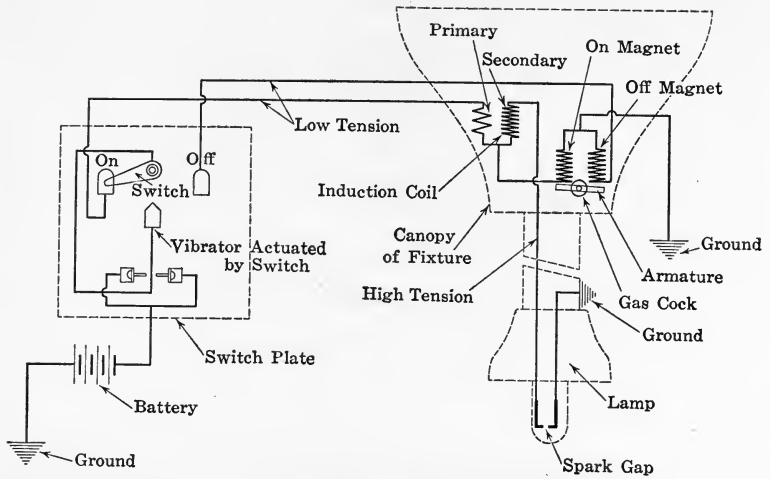 Primary
On Magnet
Secondary
Off Magnet
Low Tension
On
Off
Switch
Induction Coil
Vibrator Actuated
by Switch
Canopy
of Fixture
Ground
Armature
High Tension
Gas Cock
Ground
Switch Plate
Battery
Lamp
Ground
Spark Gap